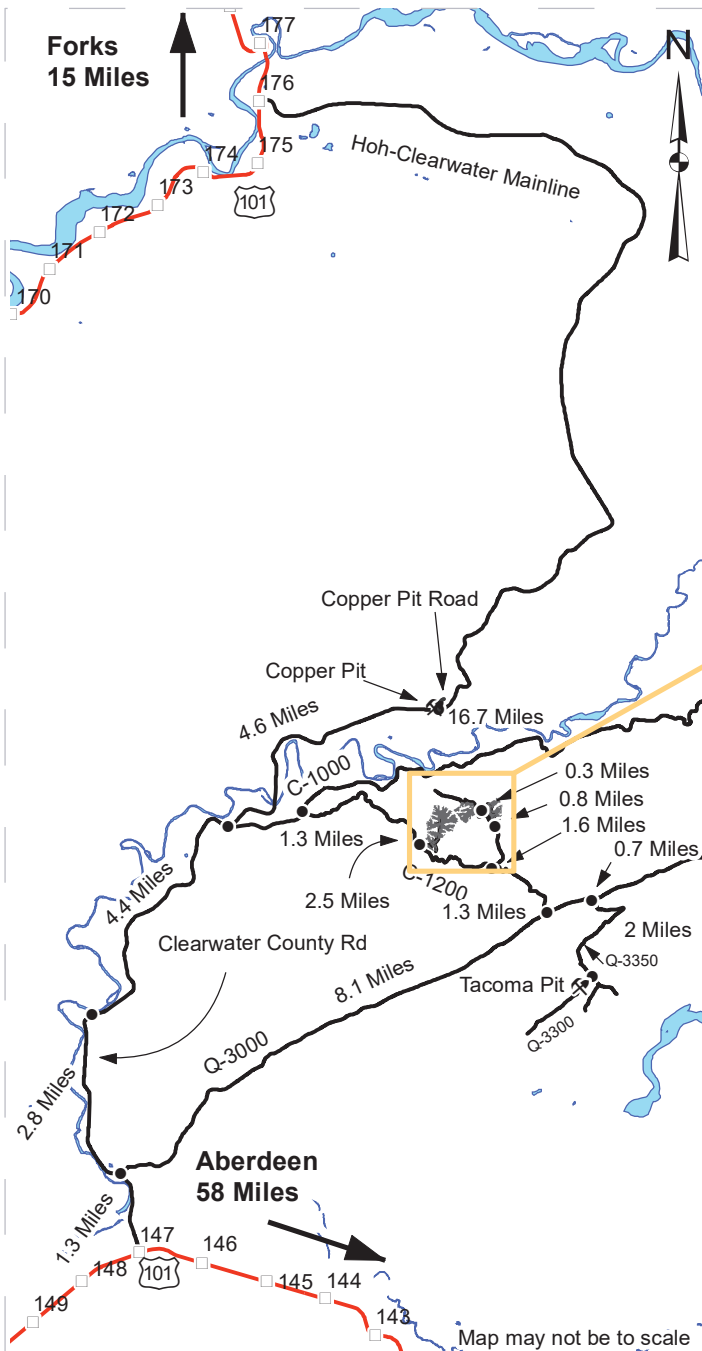 Forks
15 Miles
177
N
176
174
175
Hoh-Clearwater Mainline
173
101
172
171
170
Copper Pit Road
Copper Pit
4.6 Miles
16.7 Miles
C-1000
0.3 Miles
0.8 Miles
1.3 Miles
1.6 Miles
0.7 Miles
2.5 Miles
C-1200
1.3 Miles
4.4 Miles
2 Miles
Clearwater County Rd
Q-3350
8.1 Miles
Tacoma Pit
Q-3000
Q-3300
2.8 Miles
Aberdeen
58 Miles
1.3 Miles
147
146
101
148
145
144
149
143
Map may not be to scale